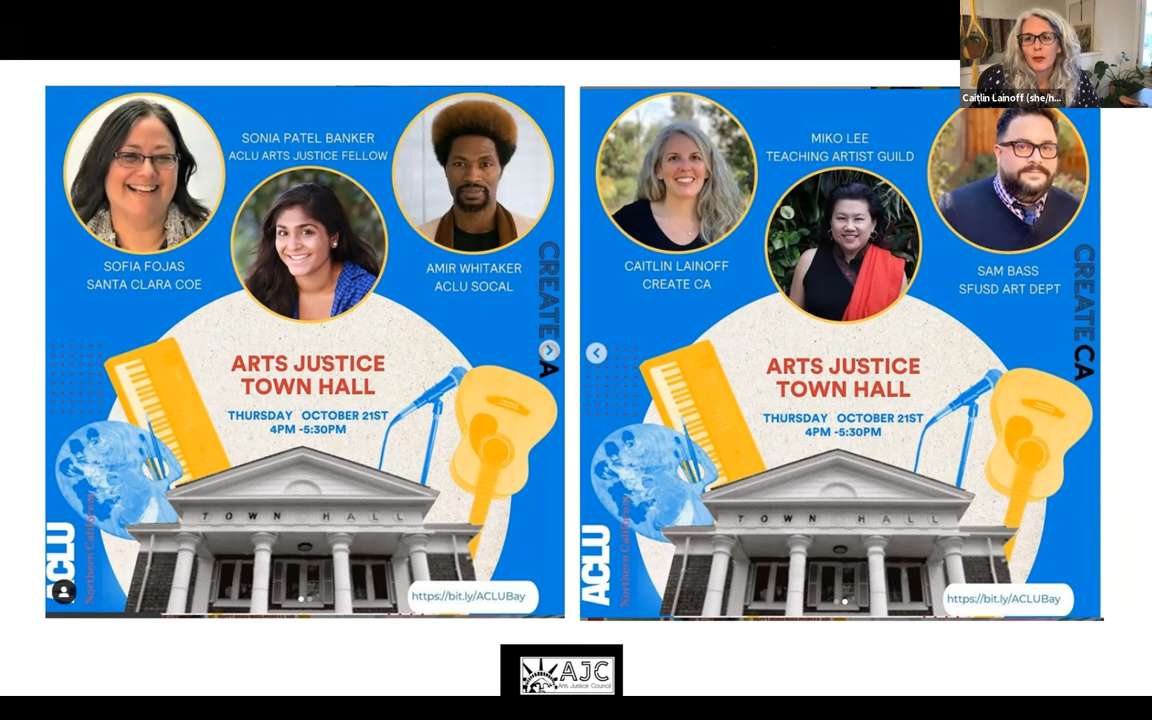 Caitlin Lainoff (she/h...
SONIA PATEL BANKER
ACLU ARTS JUSTICE FELLOW
SOFIA FOJAS
SANTA CLARA COE
AMIR WHITAKER
ACLU SOCAL
CREATE CA
ARTS JUSTICE
TOWN HALL
THURSDAY OCTOBER 21ST
4PM -5:30PM
TOWN HALL
ACLU
Northern California
https://bit.ly/ACLUBay
MIKO LEE
TEACHING ARTIST GUILD
CAITLIN LAINOFF
CREATE CA
SAM BASS
SFUSD ART DEPT
CREATE CA
ARTS JUSTICE
TOWN HALL
THURSDAY OCTOBER 21ST
4PM -5:30PM
TOWN HALL
ACLU
Northern California
https://bit.ly/ACLUBay
AJC
Arts Justice Council